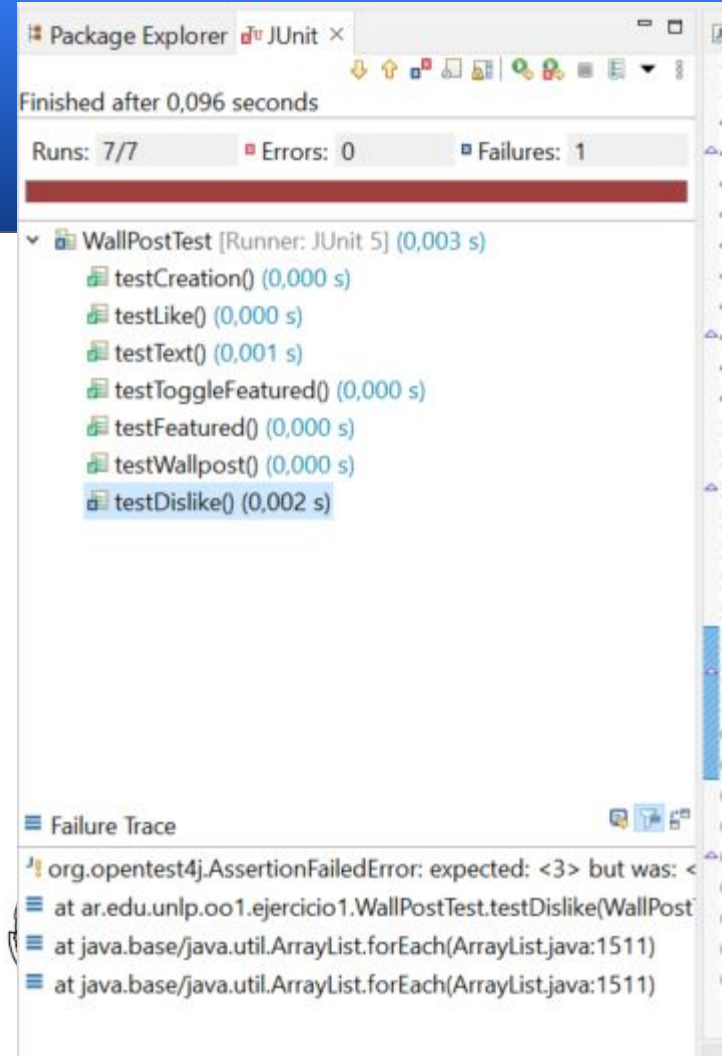 Package Explorer JUnit ×
Finished after 0,096 seconds
Runs: 7/7 Errors: 0 Failures: 1
WallPostTest [Runner: JUnit 5] (0,003 s)
testCreation() (0,000 s)
testLike() (0,000 s)
testText() (0,001 s)
testToggleFeatured() (0,000 s)
testFeatured() (0,000 s)
testWallpost() (0,000 s)
testDislike() (0,002 s)
Failure Trace
org.opentest4j.AssertionFailedError: expected: <3> but was: <
at ar.edu.unlp.oo1.ejercicio1.WallPostTest.testDislike(WallPost
at java.base/java.util.ArrayList.forEach(ArrayList.java:1511)
at java.base/java.util.ArrayList.forEach(ArrayList.java:1511)